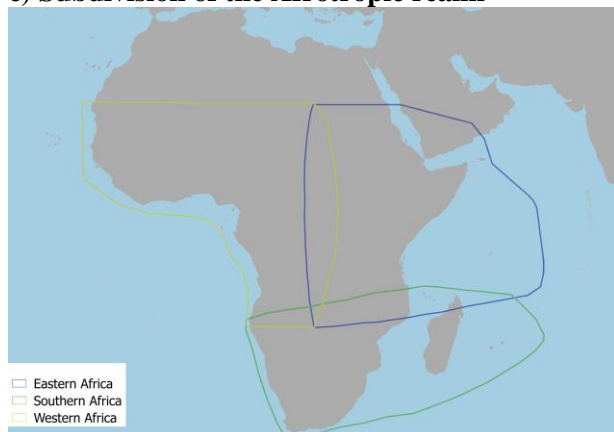 c) Subdivision of the Afrotropic realm
Eastern Africa
Southern Africa
Western Africa